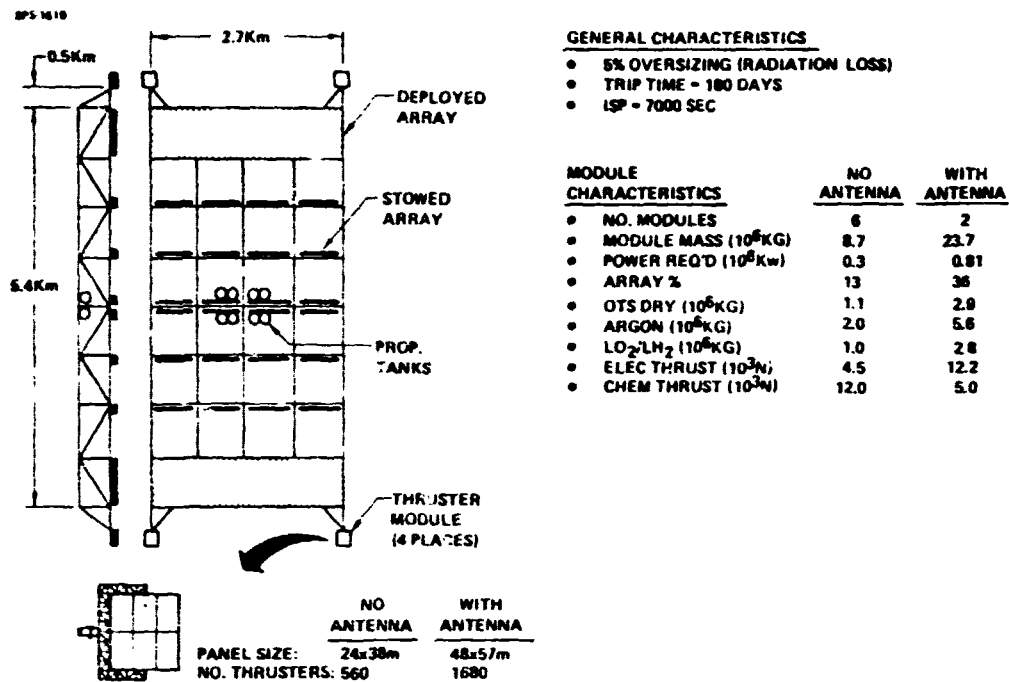 SPS-1619
2.7Km
0.5Km
DEPLOYED
ARRAY
STOWED
ARRAY
5.4Km
PROP.
TANKS
THRUSTER
MODULE
(4 PLACES)
NO ANTENNA WITH ANTENNA
PANEL SIZE: 24x38m 48x57m
NO. THRUSTERS: 560 1680
GENERAL CHARACTERISTICS
• 5% OVERSIZING (RADIATION LOSS)
• TRIP TIME = 180 DAYS
• ISP = 7000 SEC
MODULE NO WITH
CHARACTERISTICS ANTENNA ANTENNA
• NO. MODULES 6 2
• MODULE MASS (10⁶KG) 8.7 23.7
• POWER REQ'D (10⁶Kw) 0.3 0.81
• ARRAY % 13 36
• OTS DRY (10⁶KG) 1.1 2.9
• ARGON (10⁶KG) 2.0 5.6
• LO₂/LH₂ (10⁶KG) 1.0 2.8
• ELEC THRUST (10³N) 4.5 12.2
• CHEM THRUST (10³N) 12.0 5.0